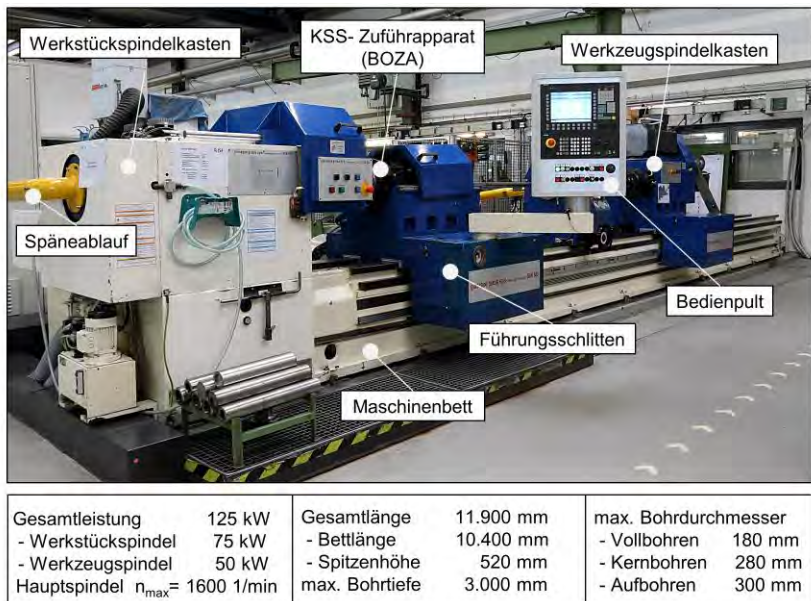 Werkstückspindelkasten
KSS- Zuführapparat
(BOZA)
Werkzeugspindelkasten
Späneablauf
Bedienpult
Führungsschlitten
Maschinenbett
Gesamtleistung 125 kW
- Werkstückspindel 75 kW
- Werkzeugspindel 50 kW
Hauptspindel nmax= 1600 1/min
Gesamtlänge 11.900 mm
- Bettlänge 10.400 mm
- Spitzenhöhe 520 mm
max. Bohrtiefe 3.000 mm
max. Bohrdurchmesser
- Vollbohren 180 mm
- Kernbohren 280 mm
- Aufbohren 300 mm